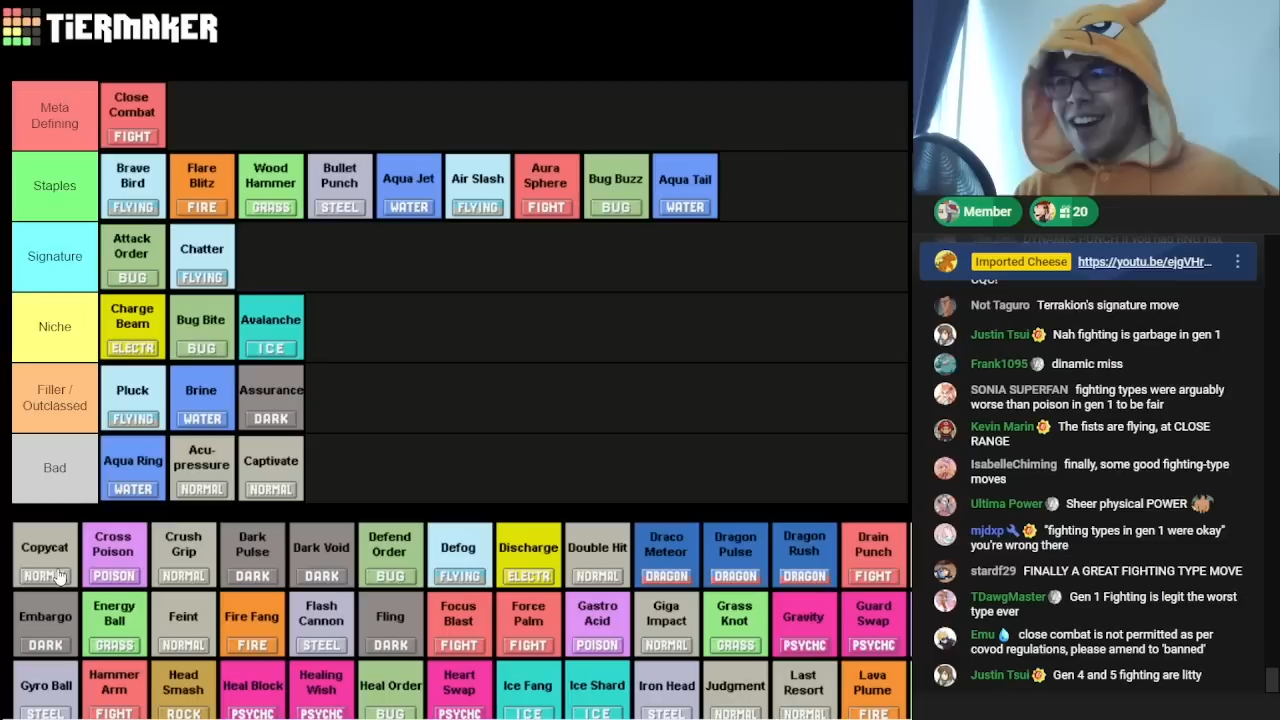 TiERMAKER
Meta
Defining
Close
Combat
FIGHT
Staples
Brave
Bird
FLYING
Flare
Blitz
FIRE
Wood
Hammer
GRASS
Bullet
Punch
STEEL
Aqua Jet
WATER
Air Slash
FLYING
Aura
Sphere
FIGHT
Bug Buzz
BUG
Aqua Tail
WATER
Signature
Attack
Order
BUG
Chatter
FLYING
Niche
Charge
Beam
ELECTR
Bug Bite
BUG
Avalanche
ICE
Filler /
Outclassed
Pluck
FLYING
Brine
WATER
Assurance
DARK
Bad
Aqua Ring
WATER
Acu-
pressure
NORMAL
Captivate
NORMAL
Copycat
Cross
Poison
POISON
Crush
Grip
NORMAL
Dark
Pulse
DARK
Dark Void
DARK
Defend
Order
BUG
Defog
FLYING
Discharge
ELECTR
Double Hit
NORMAL
Draco
Meteor
DRAGON
Dragon
Pulse
DRAGON
Dragon
Rush
DRAGON
Drain
Punch
FIGHT
Embargo
DARK
Energy
Ball
GRASS
Feint
NORMAL
Fire Fang
FIRE
Flash
Cannon
STEEL
Fling
DARK
Focus
Blast
FIGHT
Force
Palm
FIGHT
Gastro
Acid
POISON
Giga
Impact
NORMAL
Grass
Knot
GRASS
Gravity
PSYCHC
Guard
Swap
PSYCHC
Gyro Ball
STEEL
Hammer
Arm
FIGHT
Head
Smash
ROCK
Heal Block
PSYCHC
Healing
Wish
PSYCHC
Heal Order
BUG
Heart
Swap
PSYCHC
Ice Fang
ICE
Ice Shard
ICE
Iron Head
STEEL
Judgment
NORMAL
Last
Resort
NORMAL
Lava
Plume
FIRE
Member
20
Imported Cheese https://youtu.be/ejgVHr...
Not Taguro Terrakion's signature move
Justin Tsui Nah fighting is garbage in gen 1
Frank1095 dinamic miss
SONIA SUPERFAN fighting types were arguably
worse than poison in gen 1 to be fair
Kevin Marin The fists are flying, at CLOSE
RANGE
IsabelleChiming finally, some good fighting-type
moves
Ultima Power Sheer physical POWER
mjdxp "fighting types in gen 1 were okay"
you're wrong there
stardf29 FINALLY A GREAT FIGHTING TYPE MOVE
TDawgMaster Gen 1 Fighting is legit the worst
type ever
Emu close combat is not permitted as per
covod regulations, please amend to 'banned'
Justin Tsui Gen 4 and 5 fighting are litty